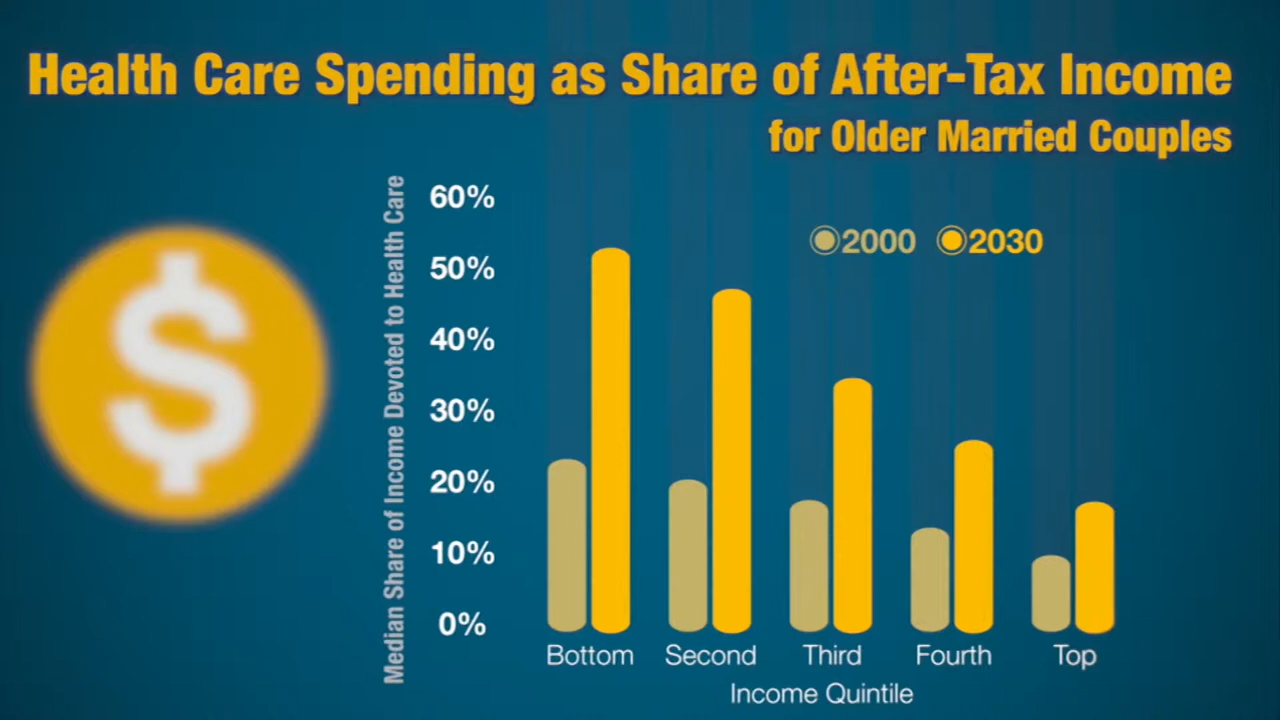 Health Care Spending as Share of After-Tax Income
for Older Married Couples
$
Median Share of Income Devoted to Health Care
60%
50%
40%
30%
20%
10%
0%
2000 2030
Bottom Second Third Fourth Top
Income Quintile